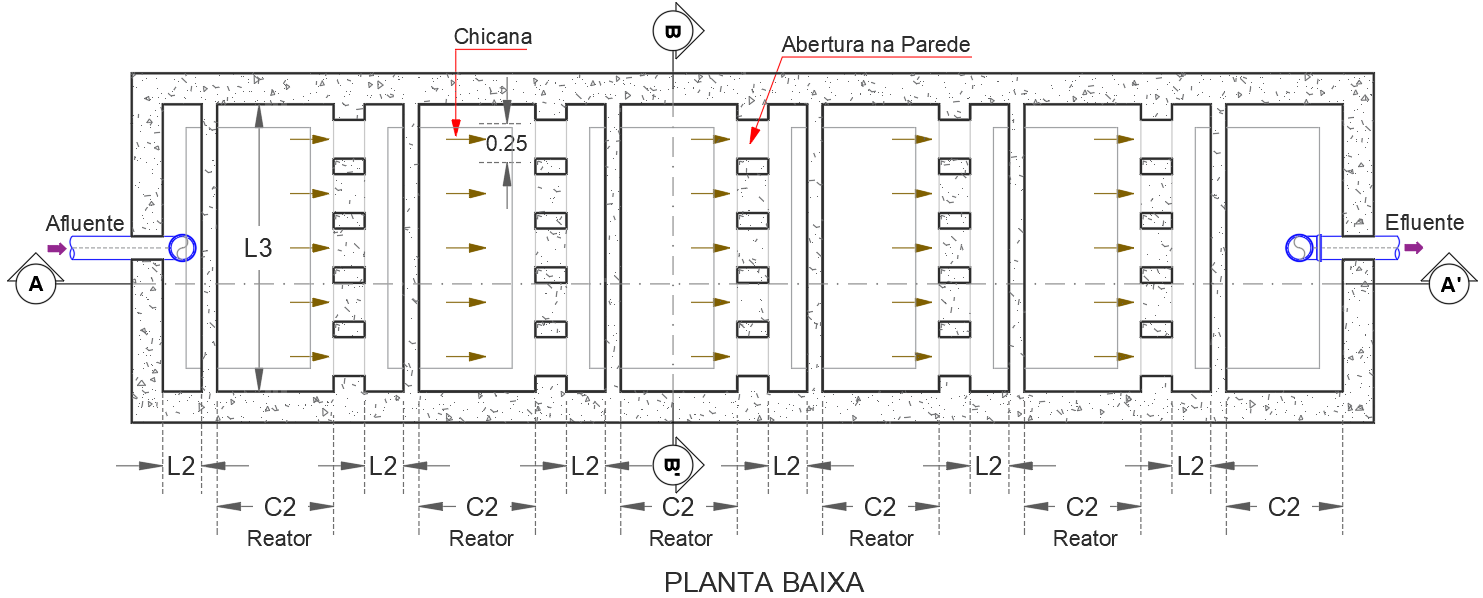 B
Chicana
Abertura na Parede
0.25
Afluente
Efluente
L3
A
A'
B'
L2
L2
L2
L2
L2
L2
C2
C2
C2
C2
C2
C2
Reator
Reator
Reator
Reator
Reator
PLANTA BAIXA